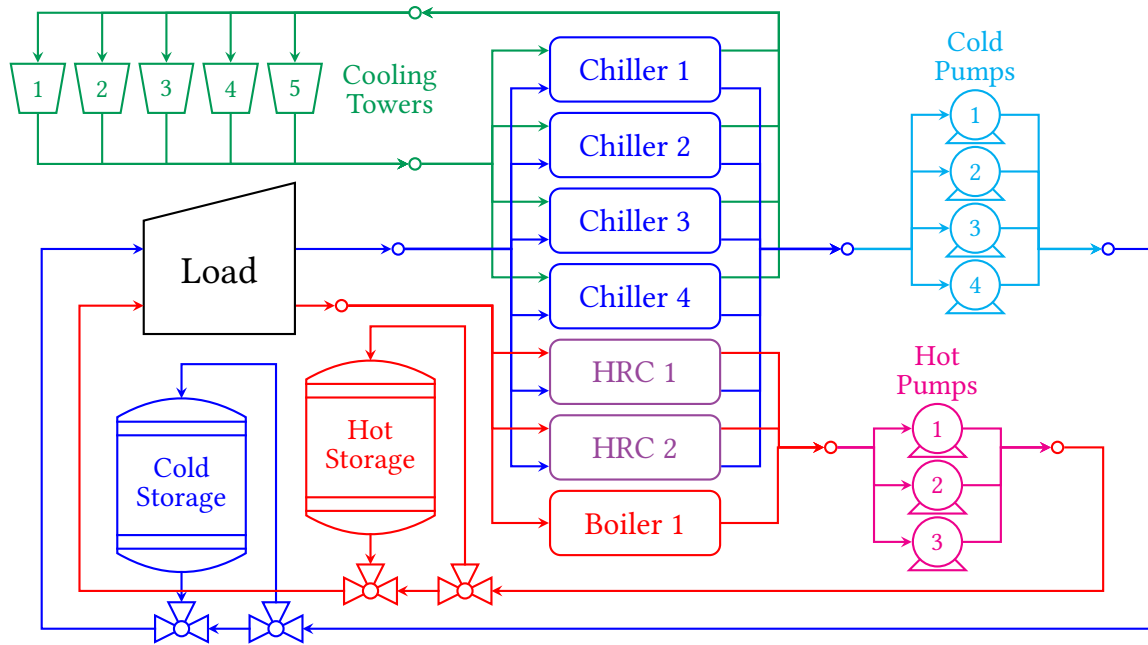 1 2 3 4 5
Cooling
Towers
Chiller 1
Chiller 2
Chiller 3
Chiller 4
HRC 1
HRC 2
Boiler 1
Cold
Pumps
1
2
3
4
Load
Hot
Storage
Cold
Storage
Hot
Pumps
1
2
3